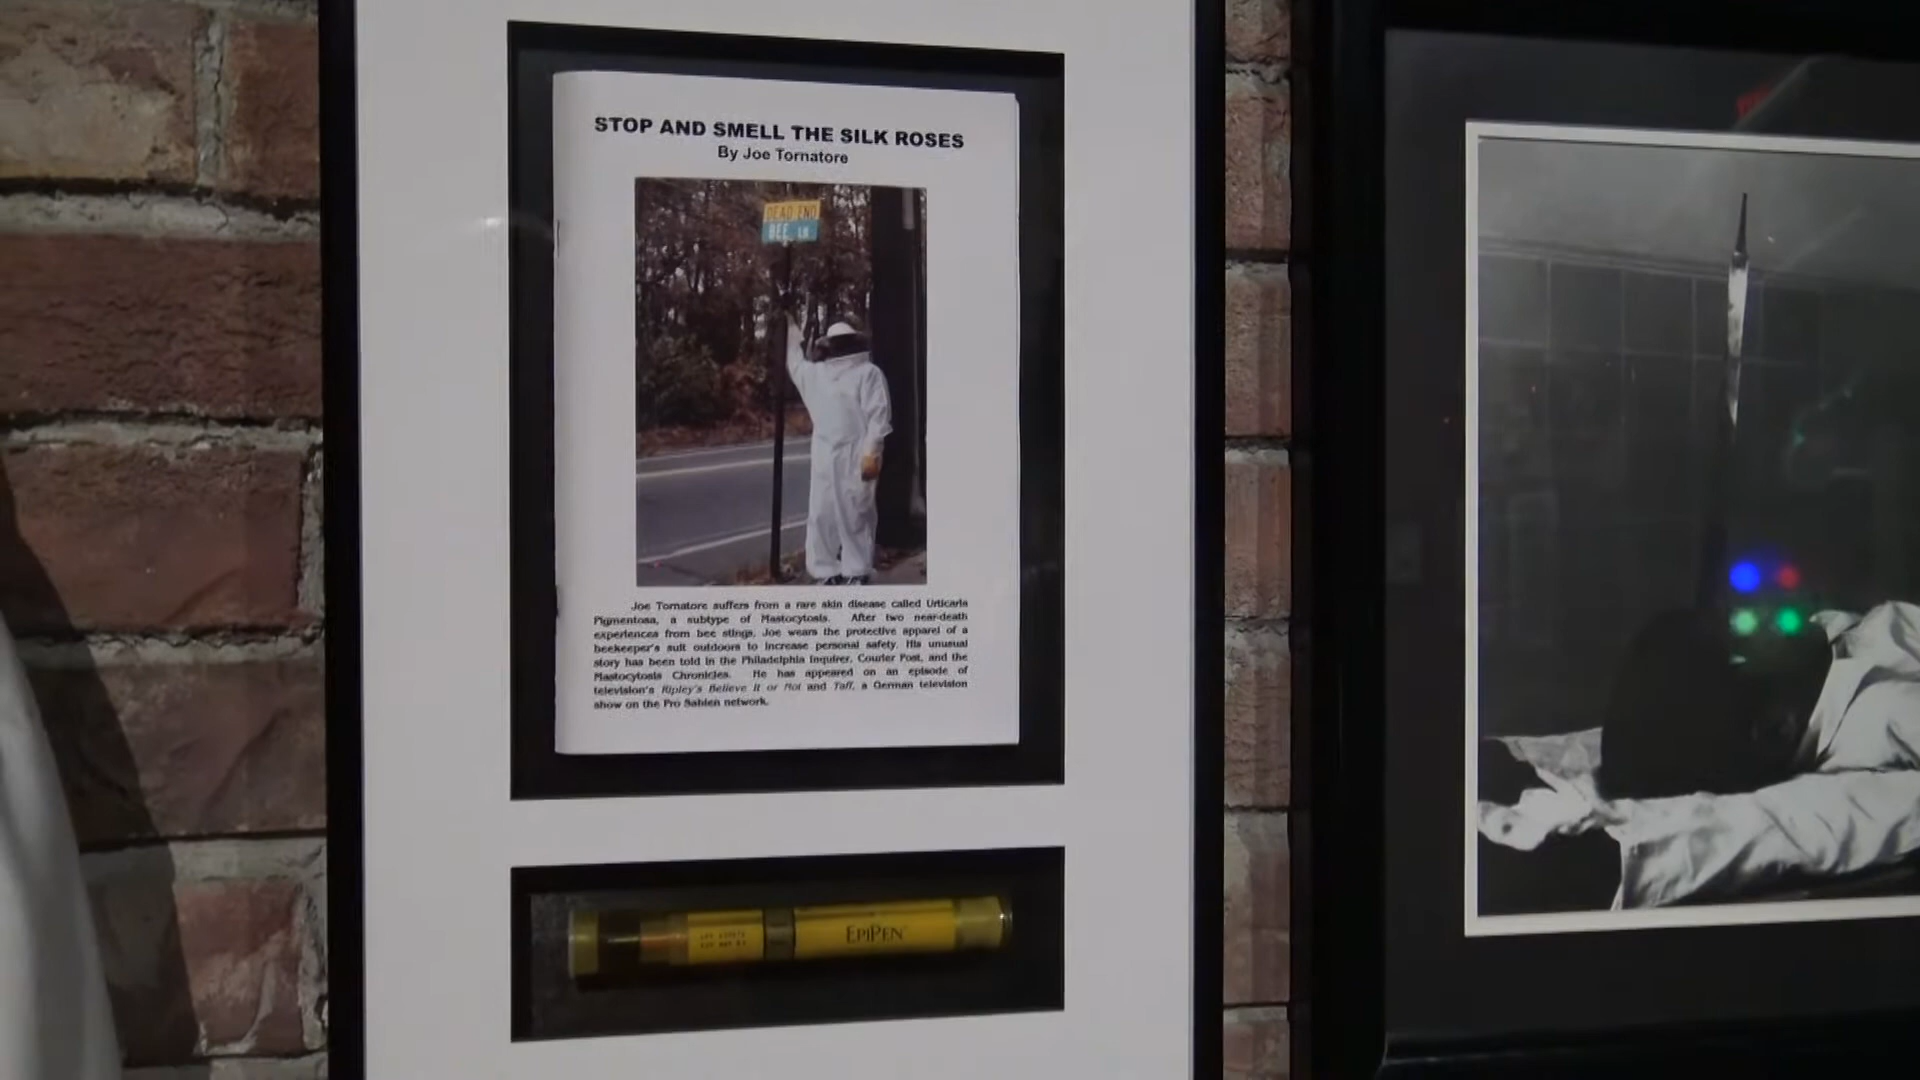 STOP AND SMELL THE SILK ROSES
By Joe Tornatore
DEAD END
BEE LN
Joe Tornatore suffers from a rare skin disease called Urticaria
Pigmentosa, a subtype of Mastocytosis. After two near-death
experiences from bee stings, Joe wears the protective apparel of a
beekeeper's suit outdoors to increase personal safety. His unusual
story has been told in the Philadelphia Inquirer, Courier Post, and the
Mastocytosis Chronicles. He has appeared on an episode of
television's Ripley's Believe It or Not and Taff, a German television
show on the Pro Sahlen network.
EPIPEN